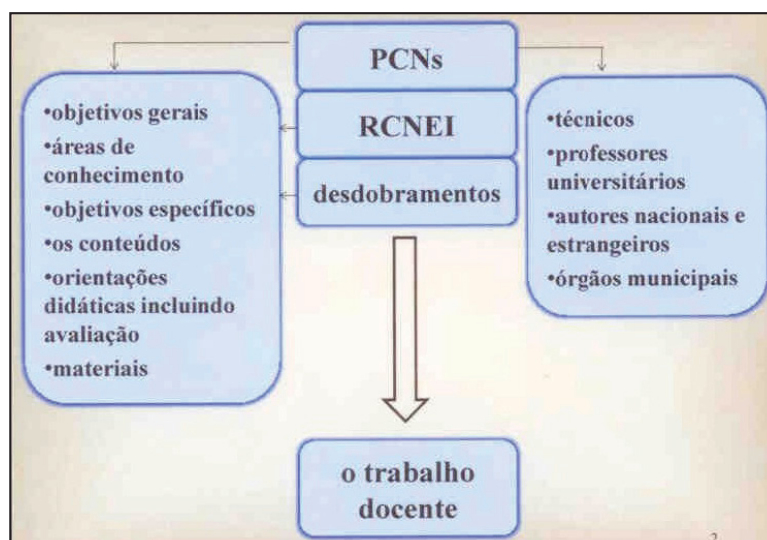 PCNs
RCNEI
desdobramentos
•objetivos gerais
•áreas de
conhecimento
•objetivos específicos
•os conteúdos
•orientações
didáticas incluindo
avaliação
•materiais
•técnicos
•professores
universitários
•autores nacionais e
estrangeiros
•órgãos municipais
o trabalho
docente
2